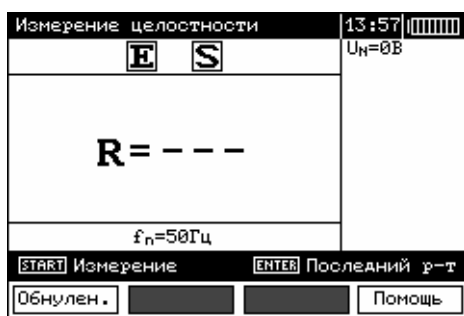 Измерение целостности
13:57
E S
U_N=0В
R= - - -
f_n=50Гц
START Измерение
ENTER Последний р-т
Обнулен.
Помощь